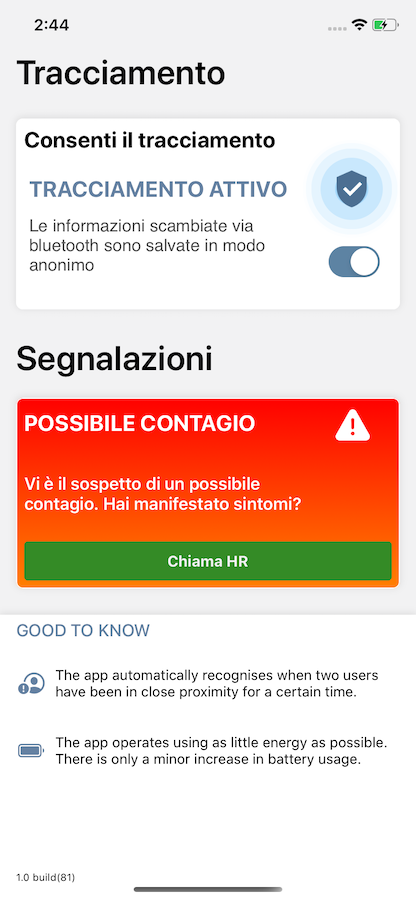 2:44
Tracciamento
Consenti il tracciamento
TRACCIAMENTO ATTIVO
Le informazioni scambiate via
bluetooth sono salvate in modo
anonimo
Segnalazioni
POSSIBILE CONTAGIO
Vi è il sospetto di un possibile
contagio. Hai manifestato sintomi?
Chiama HR
GOOD TO KNOW
The app automatically recognises when two users
have been in close proximity for a certain time.
The app operates using as little energy as possible.
There is only a minor increase in battery usage.
1.0 build(81)